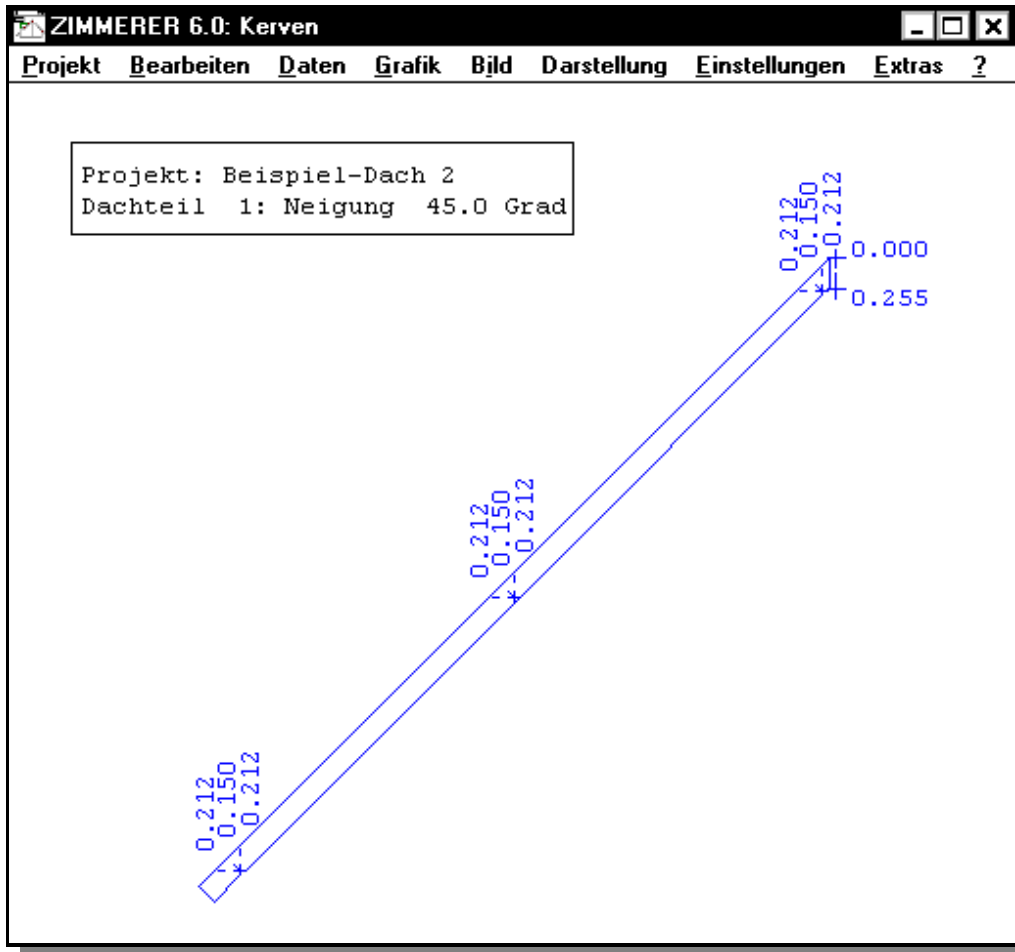 ZIMMERER 6.0: Kerven
Projekt Bearbeiten Daten Grafik Bild Darstellung Einstellungen Extras ?
Projekt: Beispiel-Dach 2
Dachteil 1: Neigung 45.0 Grad
0.212
0.150
0.212
0.000
0.255
0.212
0.150
0.212
0.212
0.150
0.212